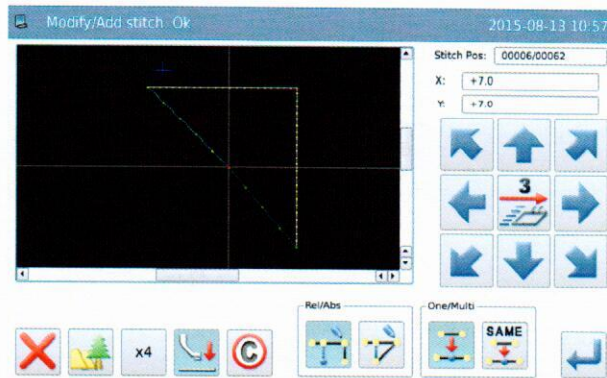 Modify/Add stitch Ok
2015-08-13 10:57
Stitch Pos: 00006/00062
X: +7.0
Y: +7.0
3
Rel/Abs
One/Multi
x4
C
SAME